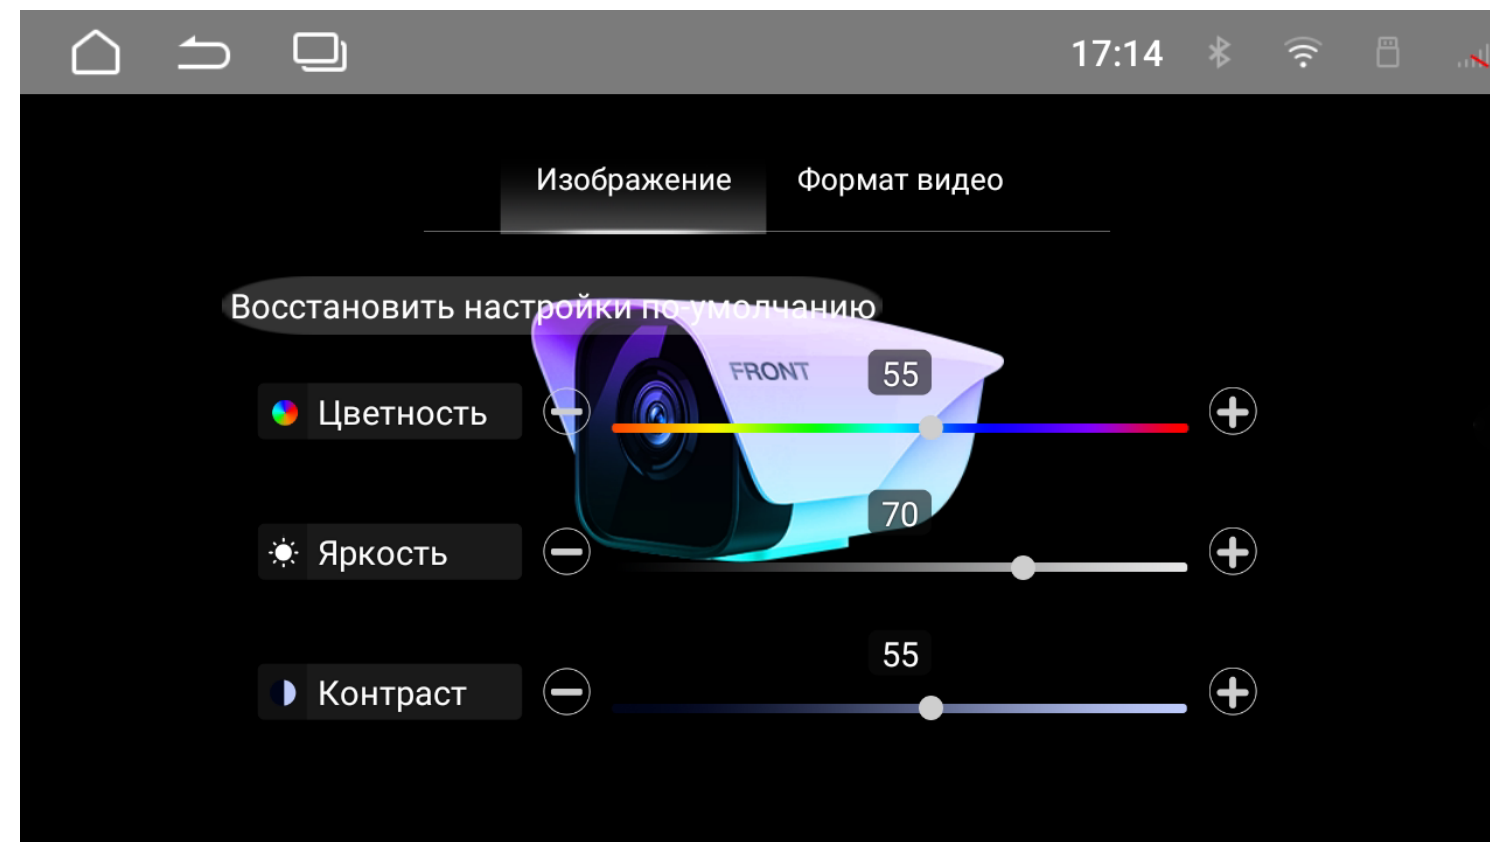 17:14
Изображение Формат видео
Восстановить настройки по-умолчанию
FRONT
55
Цветность
70
Яркость
55
Контраст